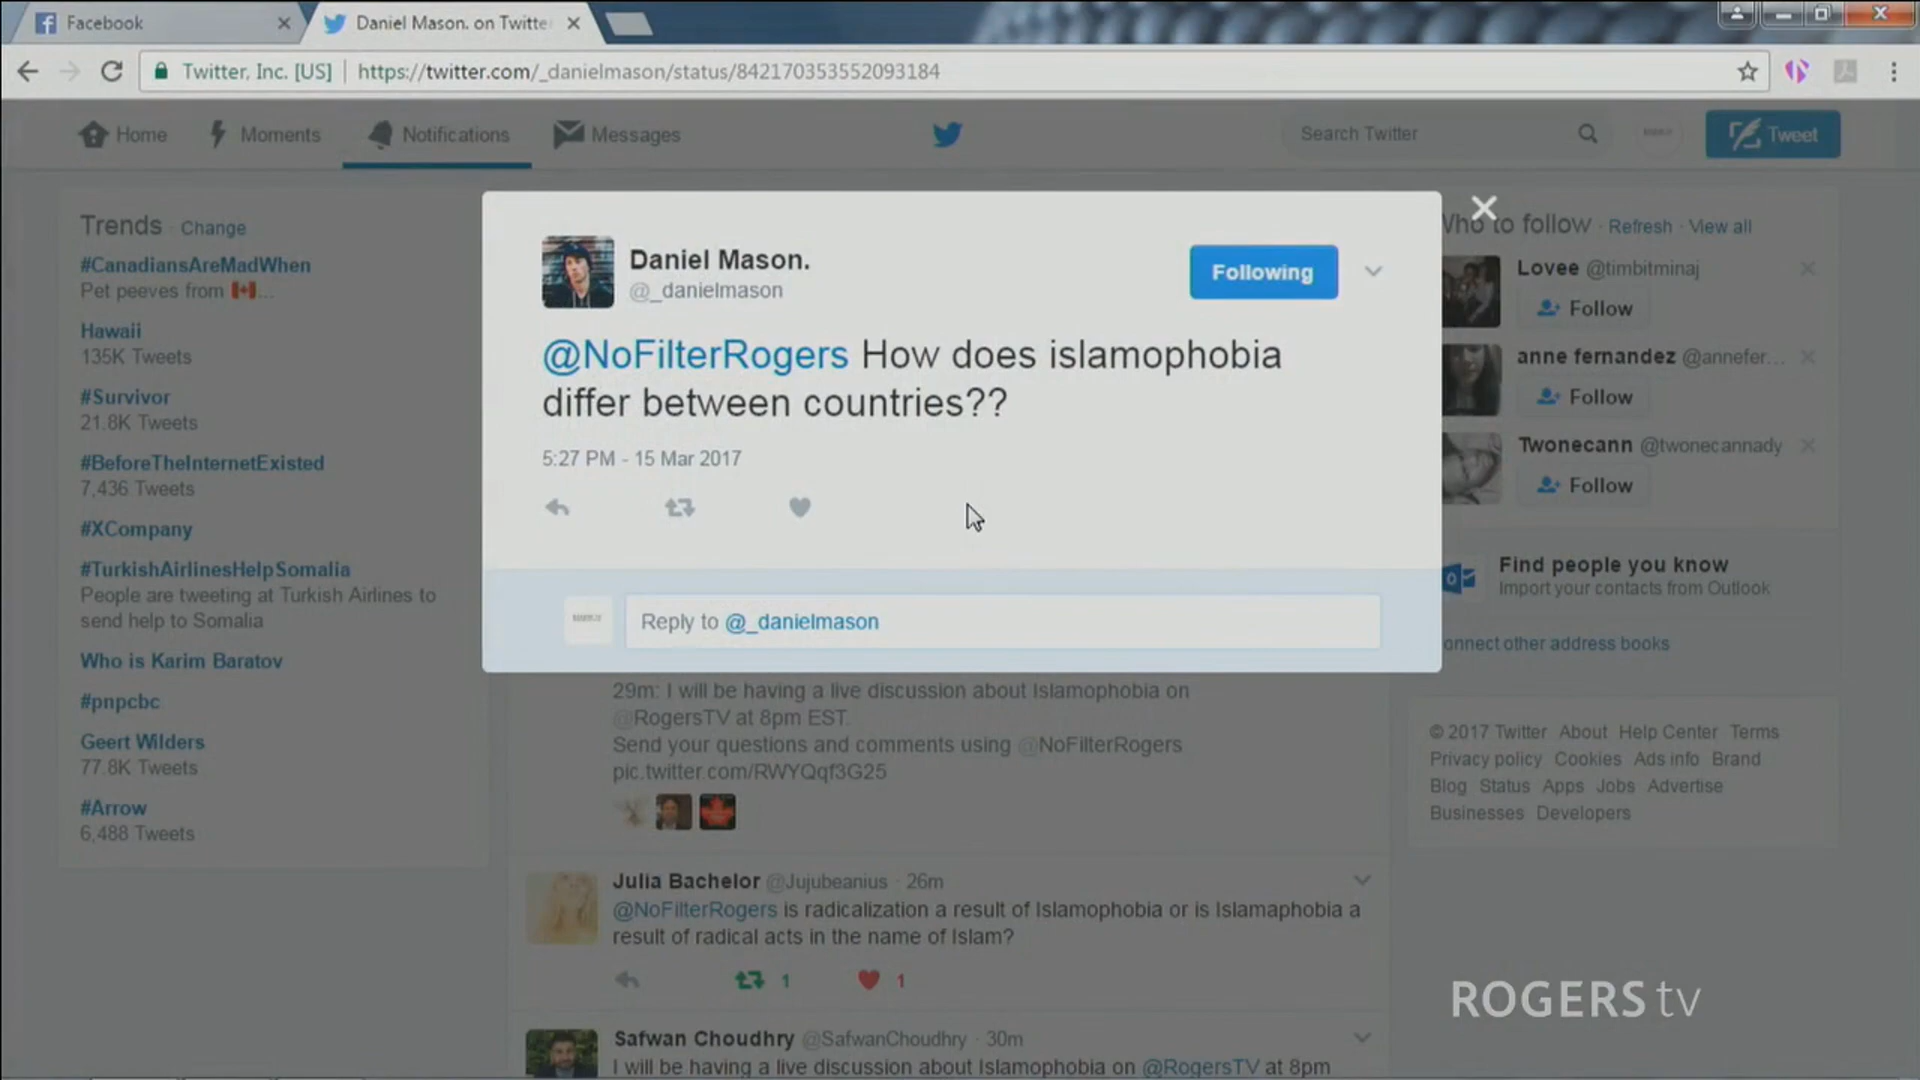 Facebook
Daniel Mason. on Twitte
Twitter, Inc. [US] https://twitter.com/_danielmason/status/842170353552093184
Home Moments Notifications Messages Search Twitter Tweet
Trends · Change
#CanadiansAreMadWhen
Pet peeves from 🇨🇦...
Hawaii
135K Tweets
#Survivor
21.8K Tweets
#BeforeTheInternetExisted
7,436 Tweets
#XCompany
#TurkishAirlinesHelpSomalia
People are tweeting at Turkish Airlines to
send help to Somalia
Who is Karim Baratov
#pnpcbc
Geert Wilders
77.8K Tweets
#Arrow
6,488 Tweets
Daniel Mason.
@_danielmason
Following
@NoFilterRogers How does islamophobia
differ between countries??
5:27 PM - 15 Mar 2017
Reply to @_danielmason
29m: I will be having a live discussion about Islamophobia on
@RogersTV at 8pm EST.
Send your questions and comments using @NoFilterRogers
pic.twitter.com/RWYQqf3G25
Julia Bachelor @Jujubeanius · 26m
@NoFilterRogers is radicalization a result of Islamophobia or is Islamaphobia a
result of radical acts in the name of Islam?
1 1
Safwan Choudhry @SafwanChoudhry · 30m
I will be having a live discussion about Islamophobia on @RogersTV at 8pm
Who to follow · Refresh · View all
Lovee @timbitminaj
Follow
anne fernandez @annefer...
Follow
Twonecann @twonecannady
Follow
Find people you know
Import your contacts from Outlook
onnect other address books
© 2017 Twitter About Help Center Terms
Privacy policy Cookies Ads info Brand
Blog Status Apps Jobs Advertise
Businesses Developers
ROGERS tv